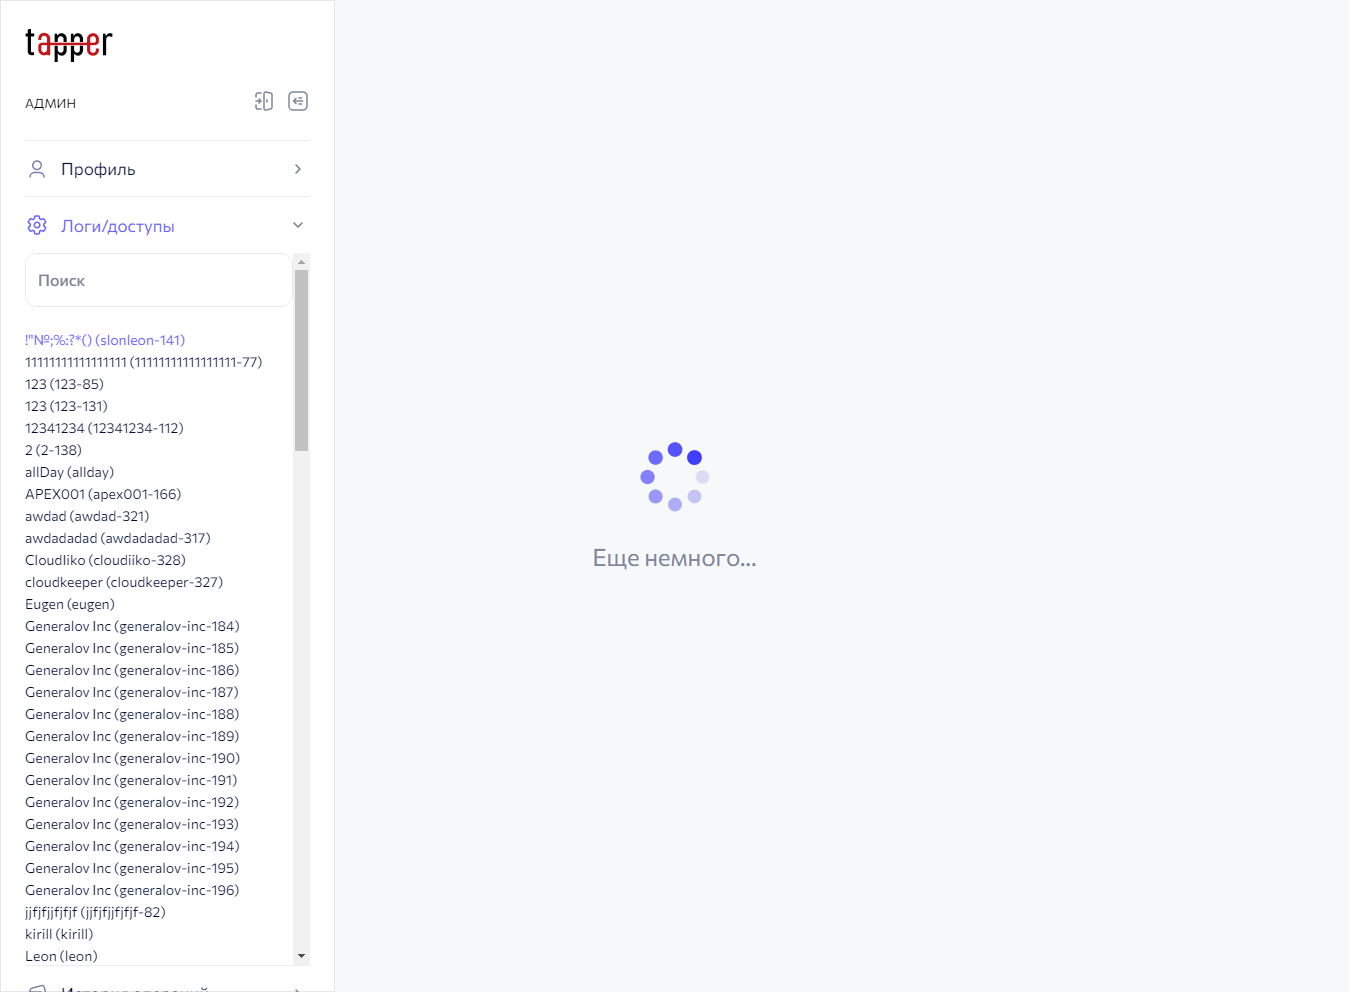 tapper
АДМИН
Профиль
Логи/доступы
Поиск
!"№;%:?*() (slonleon-141)
11111111111111111 (11111111111111111-77)
123 (123-85)
123 (123-131)
12341234 (12341234-112)
2 (2-138)
allDay (allday)
APEX001 (apex001-166)
awdad (awdad-321)
awdadadad (awdadadad-317)
CloudIiko (cloudiiko-328)
cloudkeeper (cloudkeeper-327)
Eugen (eugen)
Generalov Inc (generalov-inc-184)
Generalov Inc (generalov-inc-185)
Generalov Inc (generalov-inc-186)
Generalov Inc (generalov-inc-187)
Generalov Inc (generalov-inc-188)
Generalov Inc (generalov-inc-189)
Generalov Inc (generalov-inc-190)
Generalov Inc (generalov-inc-191)
Generalov Inc (generalov-inc-192)
Generalov Inc (generalov-inc-193)
Generalov Inc (generalov-inc-194)
Generalov Inc (generalov-inc-195)
Generalov Inc (generalov-inc-196)
jjfjfjjfjfjf (jjfjfjjfjfjf-82)
kirill (kirill)
Leon (leon)
История операций
Еще немного...